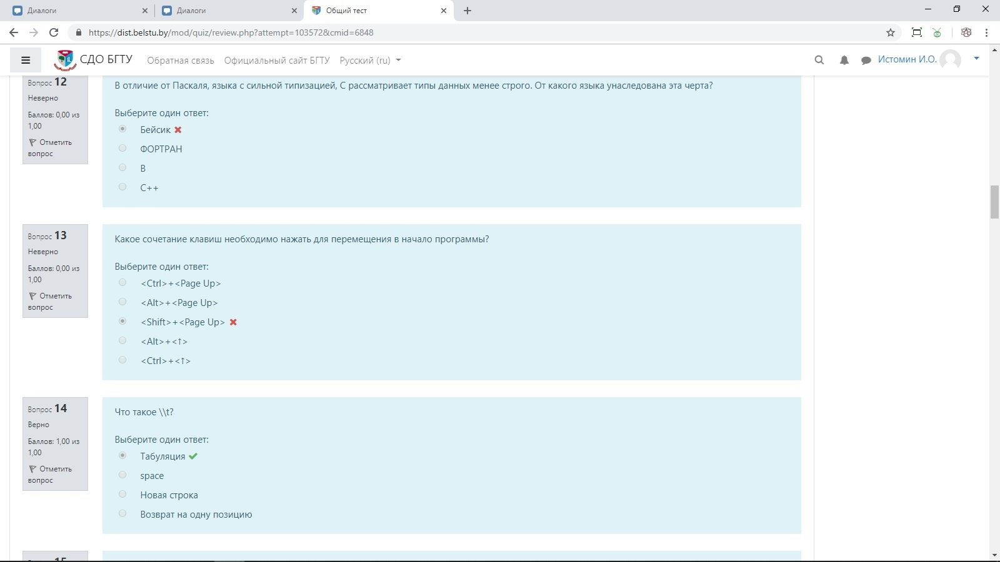 Диалоги
Диалоги
Общий тест
https://dist.belstu.by/mod/quiz/review.php?attempt=103572&cmid=6848
СДО БГТУ
Обратная связь
Официальный сайт БГТУ
Русский (ru)
Истомин И.О.
Вопрос 12
Неверно
Баллов: 0,00 из
1,00
Отметить
вопрос
В отличие от Паскаля, языка с сильной типизацией, С рассматривает типы данных менее строго. От какого языка унаследована эта черта?
Выберите один ответ:
Бейсик
ФОРТРАН
B
C++
Вопрос 13
Неверно
Баллов: 0,00 из
1,00
Отметить
вопрос
Какое сочетание клавиш необходимо нажать для перемещения в начало программы?
Выберите один ответ:
<Ctrl>+<Page Up>
<Alt>+<Page Up>
<Shift>+<Page Up>
<Alt>+<↑>
<Ctrl>+<↑>
Вопрос 14
Верно
Баллов: 1,00 из
1,00
Отметить
вопрос
Что такое \\t?
Выберите один ответ:
Табуляция
space
Новая строка
Возврат на одну позицию